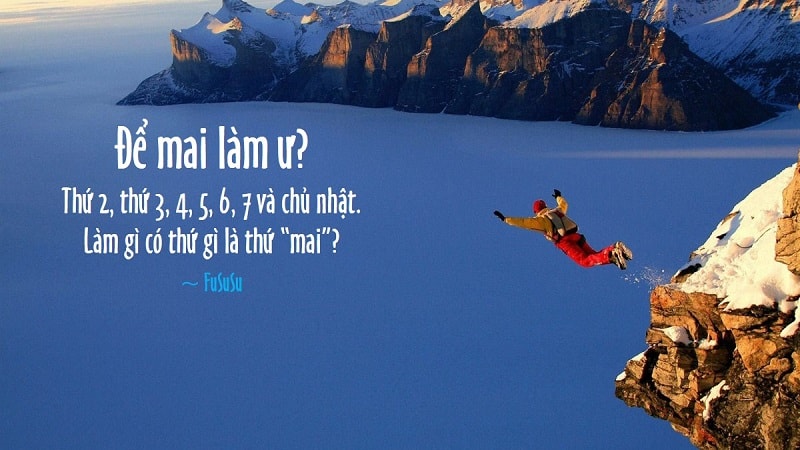 Để mai làm ư?
Thứ 2, thứ 3, 4, 5, 6, 7 và chủ nhật.
Làm gì có thứ gì là thứ “mai”?
~ FuSuSu